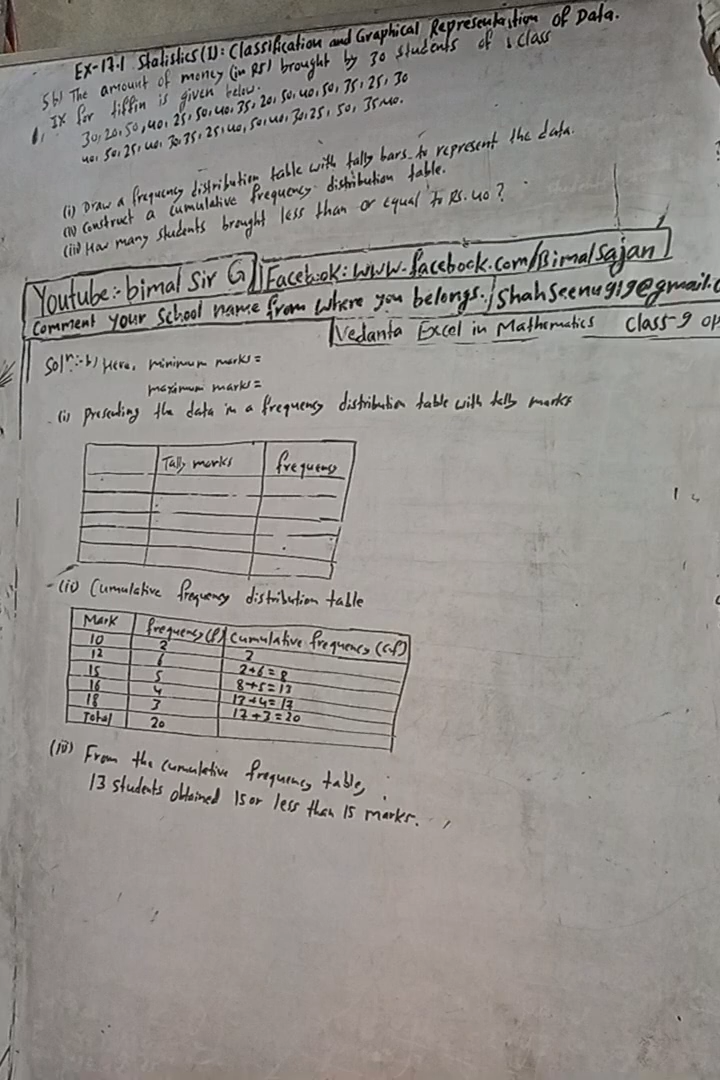 Ex-17.1 Statistics (I): Classification and Graphical Representation of Data.
5b) The amount of money (in RS) brought by 30 students of class
IX for tiffin is given below.
30, 20, 50, 40, 25, 50, 40, 35, 20, 50, 40, 50, 35, 25, 30
40, 50, 25, 40, 30, 35, 25, 40, 50, 40, 30, 25, 50, 35, 40.
(i) Draw a frequency distribution table with tally bars to represent the data.
(ii) Construct a cumulative frequency distribution table.
(iii) How many students brought less than or equal to Rs. 40?
Youtube:- bimal Sir G Facebook: www.facebook.com/Bimalsajan
Comment your School name from where you belongs. / Shahseenu919@gmail.c
Vedanta Excel in Mathematics Class-9 op
Solⁿ:- b) Here, minimum marks =
maximum marks =
(i) presenting the data in a frequency distribution table with tally marks
Tally marks frequency
(ii) Cumulative frequency distribution table
Mark frequency (f) Cumulative frequency (c.f)
10 2 2
12 6 2+6=8
15 5 8+5=13
16 4 13+4=17
18 3 17+3=20
Total 20
(iii) From the cumulative frequency table,
13 students obtained 15 or less than 15 marks.